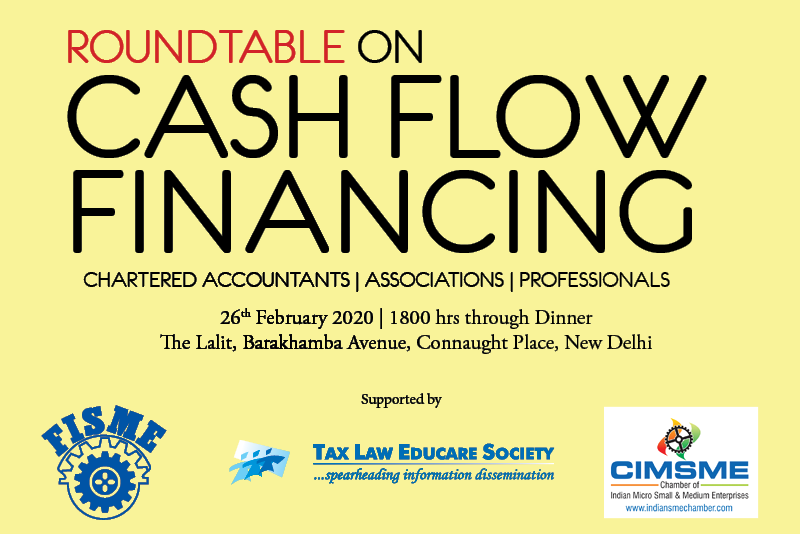 ROUNDTABLE ON
CASH FLOW
FINANCING
CHARTERED ACCOUNTANTS | ASSOCIATIONS | PROFESSIONALS
26th February 2020 | 1800 hrs through Dinner
The Lalit, Barakhamba Avenue, Connaught Place, New Delhi
Supported by
FISME
TAX LAW EDUCARE SOCIETY
...spearheading information dissemination
CIMSME
Chamber of
Indian Micro Small & Medium Enterprises
www.indiansmechamber.com